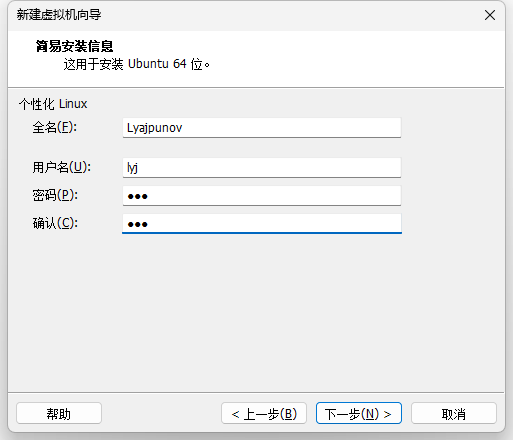 新建虚拟机向导
简易安装信息
这用于安装 Ubuntu 64 位。
个性化 Linux
全名(F): Lyajpunov
用户名(U): lyj
密码(P): ●●●
确认(C): ●●●
帮助 < 上一步(B) 下一步(N) > 取消